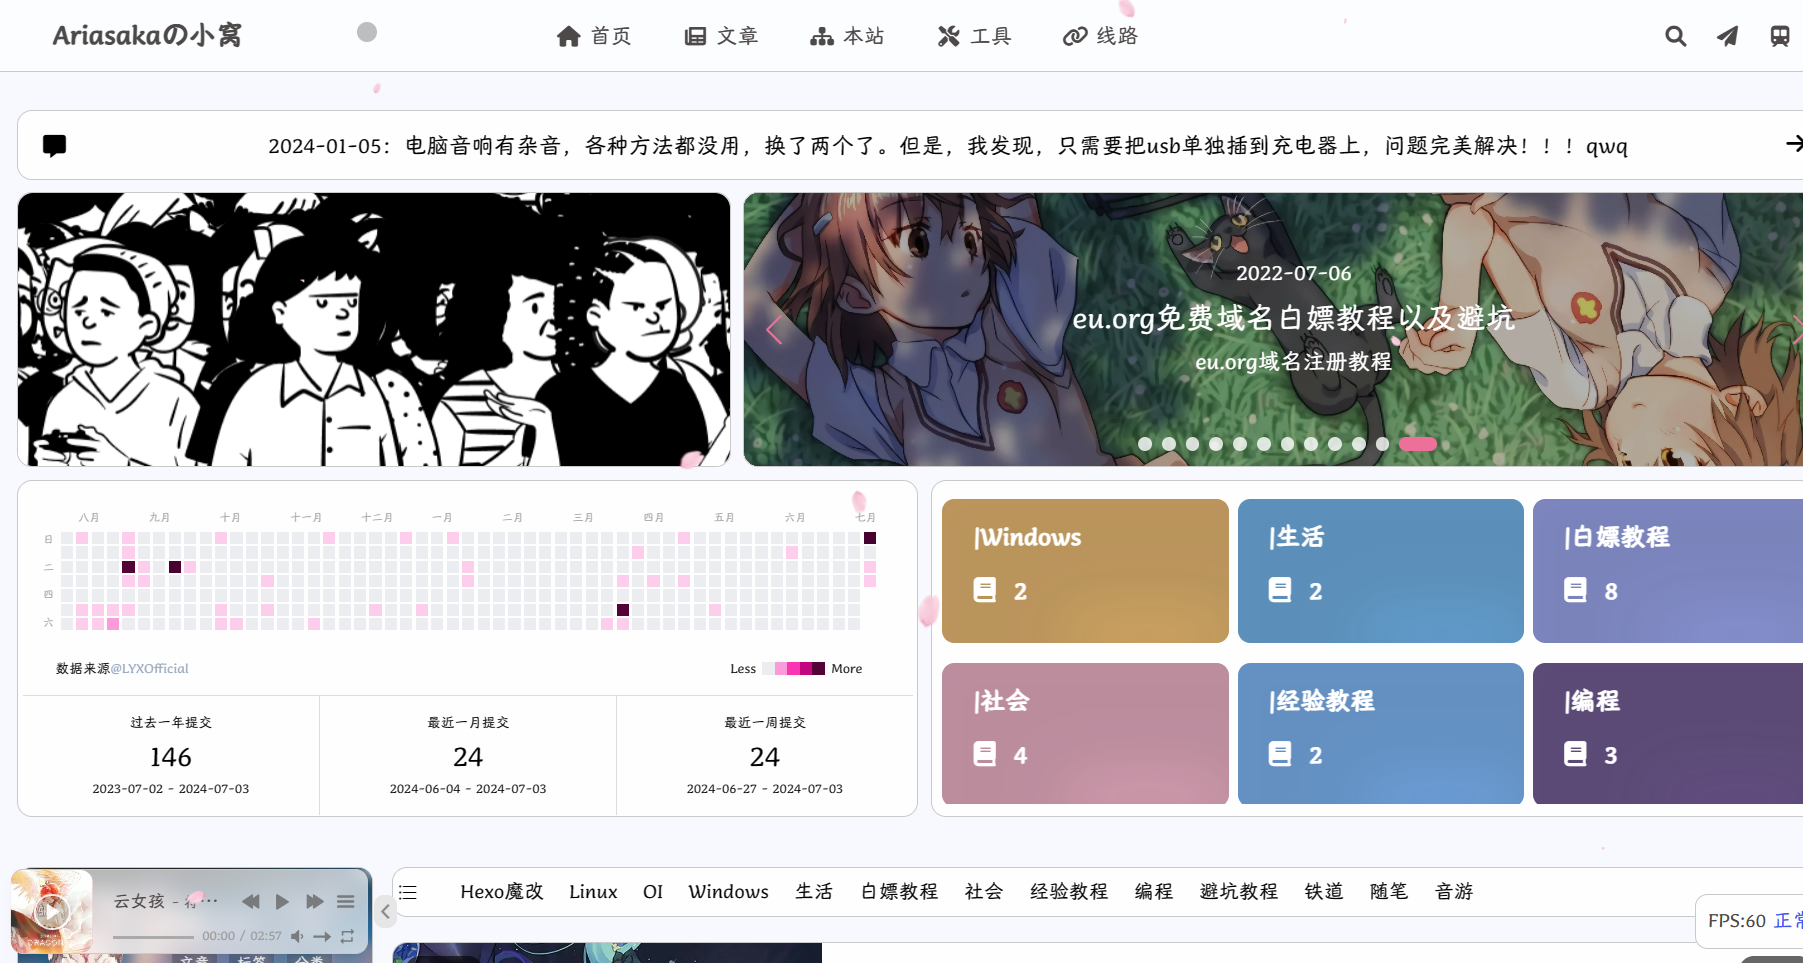 Ariasakaの小窝
首页 文章 本站 工具 线路
2024-01-05：电脑音响有杂音，各种方法都没用，换了两个了。但是，我发现，只需要把usb单独插到充电器上，问题完美解决！！！qwq
2022-07-06
eu.org免费域名白嫖教程以及避坑
eu.org域名注册教程
八月 九月 十月 十一月 十二月 一月 二月 三月 四月 五月 六月 七月
日
二
四
六
数据来源@LYXOfficial
Less More
过去一年提交 最近一月提交 最近一周提交
146 24 24
2023-07-02 - 2024-07-03 2024-06-04 - 2024-07-03 2024-06-27 - 2024-07-03
|Windows |生活 |白嫖教程
2 2 8
|社会 |经验教程 |编程
4 2 3
云女孩 - 
00:00 / 02:57
DRAGON
文章 标签 分类
Hexo魔改 Linux OI Windows 生活 白嫖教程 社会 经验教程 编程 避坑教程 铁道 随笔 音游
FPS:60 正常